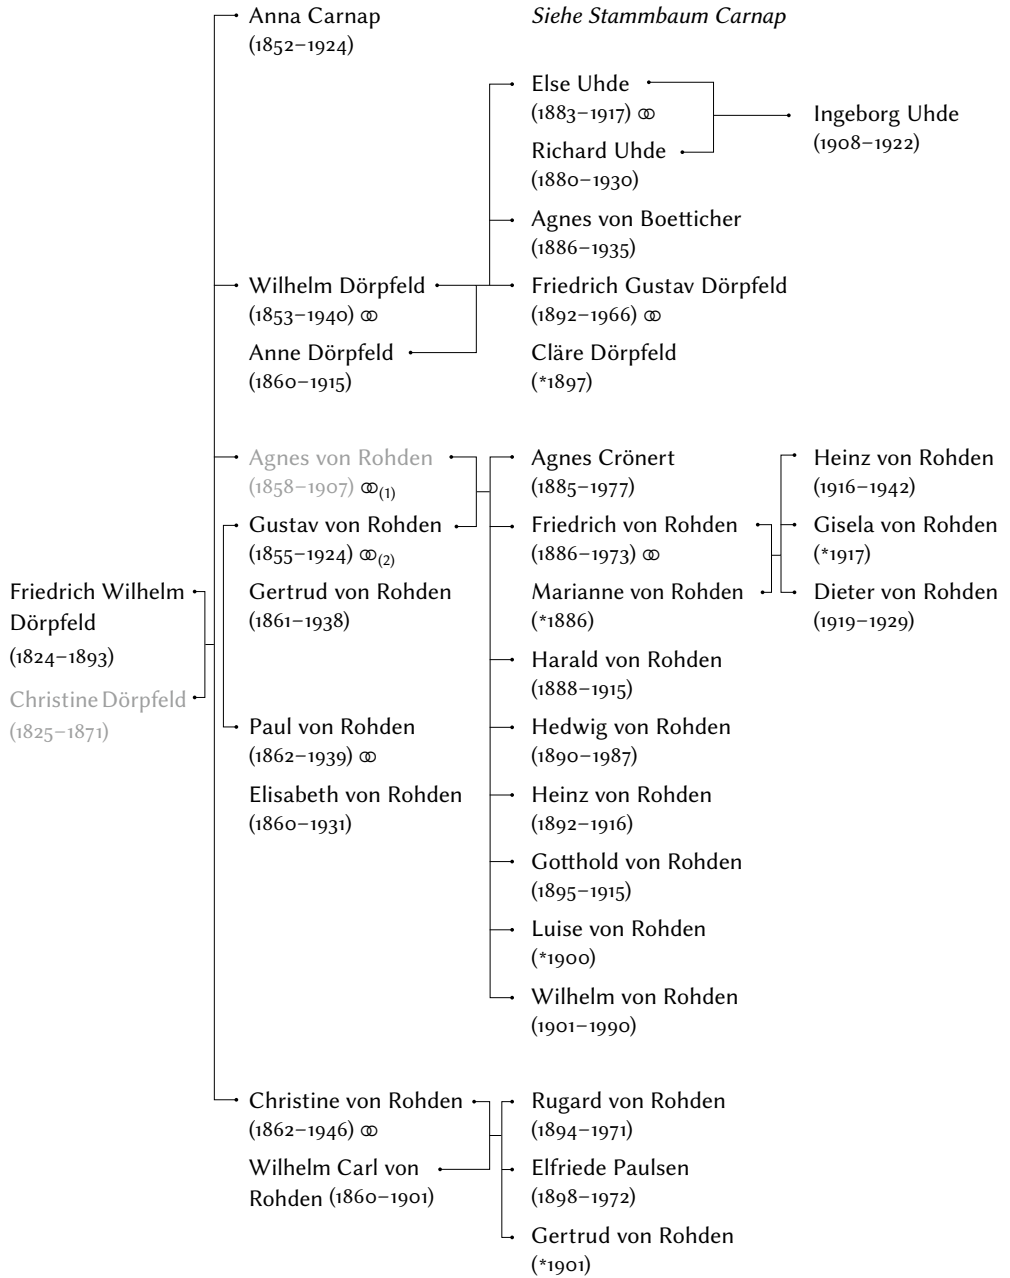 Anna Carnap
(1852–1924)
Siehe Stammbaum Carnap
Else Uhde
(1883–1917) ⚭
Richard Uhde
(1880–1930)
Ingeborg Uhde
(1908–1922)
Agnes von Boetticher
(1886–1935)
Wilhelm Dörpfeld
(1853–1940) ⚭
Anne Dörpfeld
(1860–1915)
Friedrich Gustav Dörpfeld
(1892–1966) ⚭
Cläre Dörpfeld
(*1897)
Agnes von Rohden
(1858–1907) ⚭(1)
Gustav von Rohden
(1855–1924) ⚭(2)
Gertrud von Rohden
(1861–1938)
Agnes Crönert
(1885–1977)
Friedrich von Rohden
(1886–1973) ⚭
Marianne von Rohden
(*1886)
Heinz von Rohden
(1916–1942)
Gisela von Rohden
(*1917)
Dieter von Rohden
(1919–1929)
Friedrich Wilhelm
Dörpfeld
(1824–1893)
Christine Dörpfeld
(1825–1871)
Harald von Rohden
(1888–1915)
Paul von Rohden
(1862–1939) ⚭
Elisabeth von Rohden
(1860–1931)
Hedwig von Rohden
(1890–1987)
Heinz von Rohden
(1892–1916)
Gotthold von Rohden
(1895–1915)
Luise von Rohden
(*1900)
Wilhelm von Rohden
(1901–1990)
Christine von Rohden
(1862–1946) ⚭
Wilhelm Carl von
Rohden (1860–1901)
Rugard von Rohden
(1894–1971)
Elfriede Paulsen
(1898–1972)
Gertrud von Rohden
(*1901)